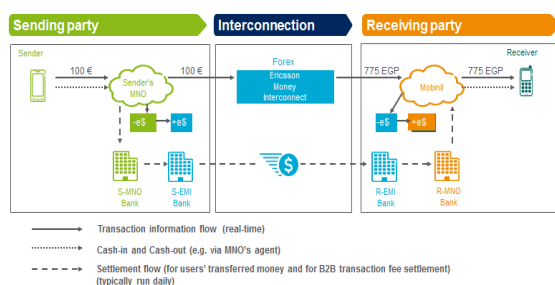 Sending party
Interconnection
Receiving party
Sender
Forex
Receiver
100 €
100 €
775 EGP
775 EGP
Sender's
MNO
Ericsson
Money
Interconnect
Mobinil
-e$
+e$
-e$
+e$
$
S-MNO
Bank
S-EMI
Bank
R-EMI
Bank
R-MNO
Bank
Transaction information flow (real-time)
Cash-in and Cash-out (e.g. via MNO's agent)
Settlement flow (for users' transferred money and for B2B transaction fee settlement)
(typically run daily)